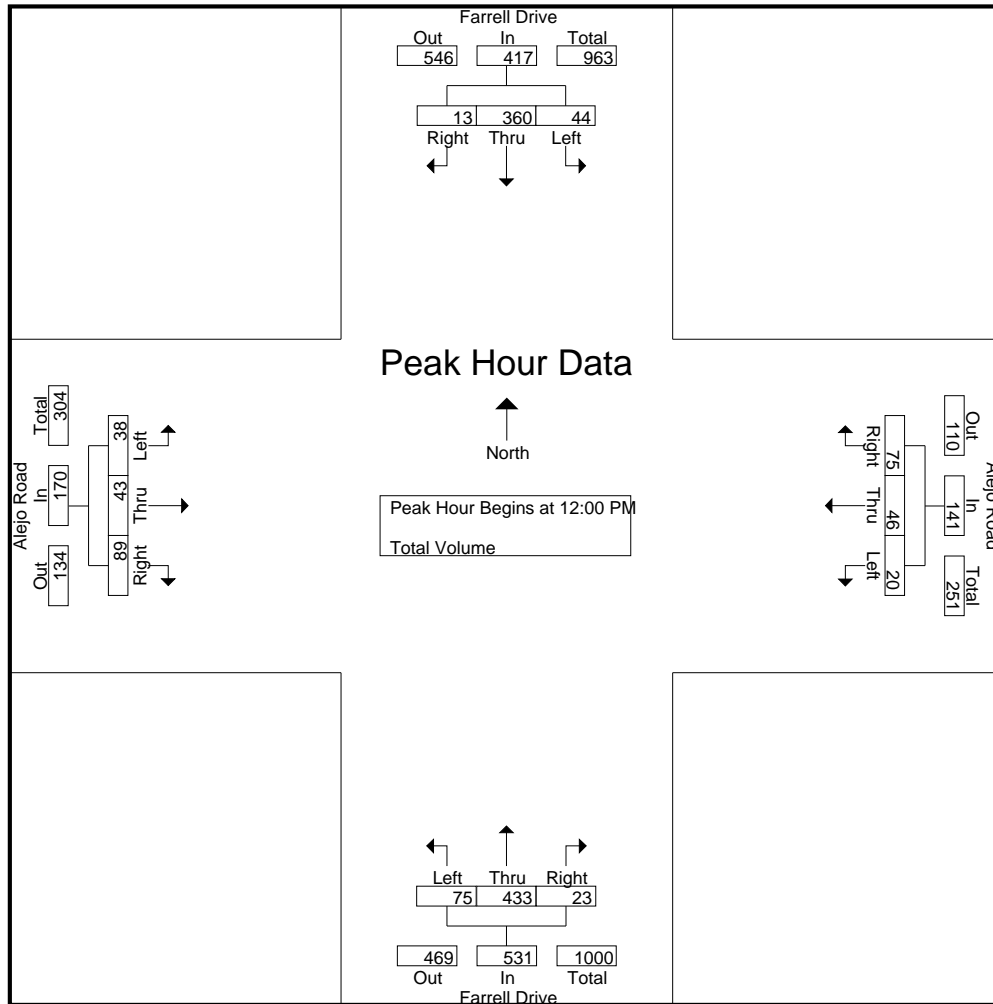 Farrell Drive
Out In Total
546 417 963
13 360 44
Right Thru Left
Peak Hour Data
North
Peak Hour Begins at 12:00 PM
Total Volume
Alejo Road
Total In Out
304 170 134
38 43 89
Left Thru Right
Alejo Road
Out In Total
110 141 251
75 46 20
Right Thru Left
Left Thru Right
75 433 23
469 531 1000
Out In Total
Farrell Drive